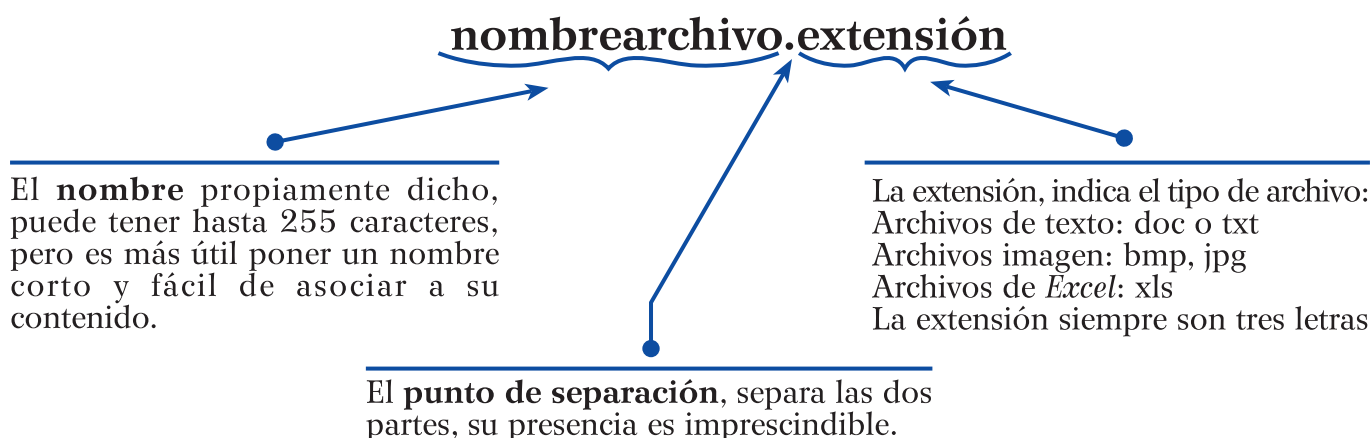 nombrearchivo.extensión
El nombre propiamente dicho,
puede tener hasta 255 caracteres,
pero es más útil poner un nombre
corto y fácil de asociar a su
contenido.
El punto de separación, separa las dos
partes, su presencia es imprescindible.
La extensión, indica el tipo de archivo:
Archivos de texto: doc o txt
Archivos imagen: bmp, jpg
Archivos de Excel: xls
La extensión siempre son tres letras